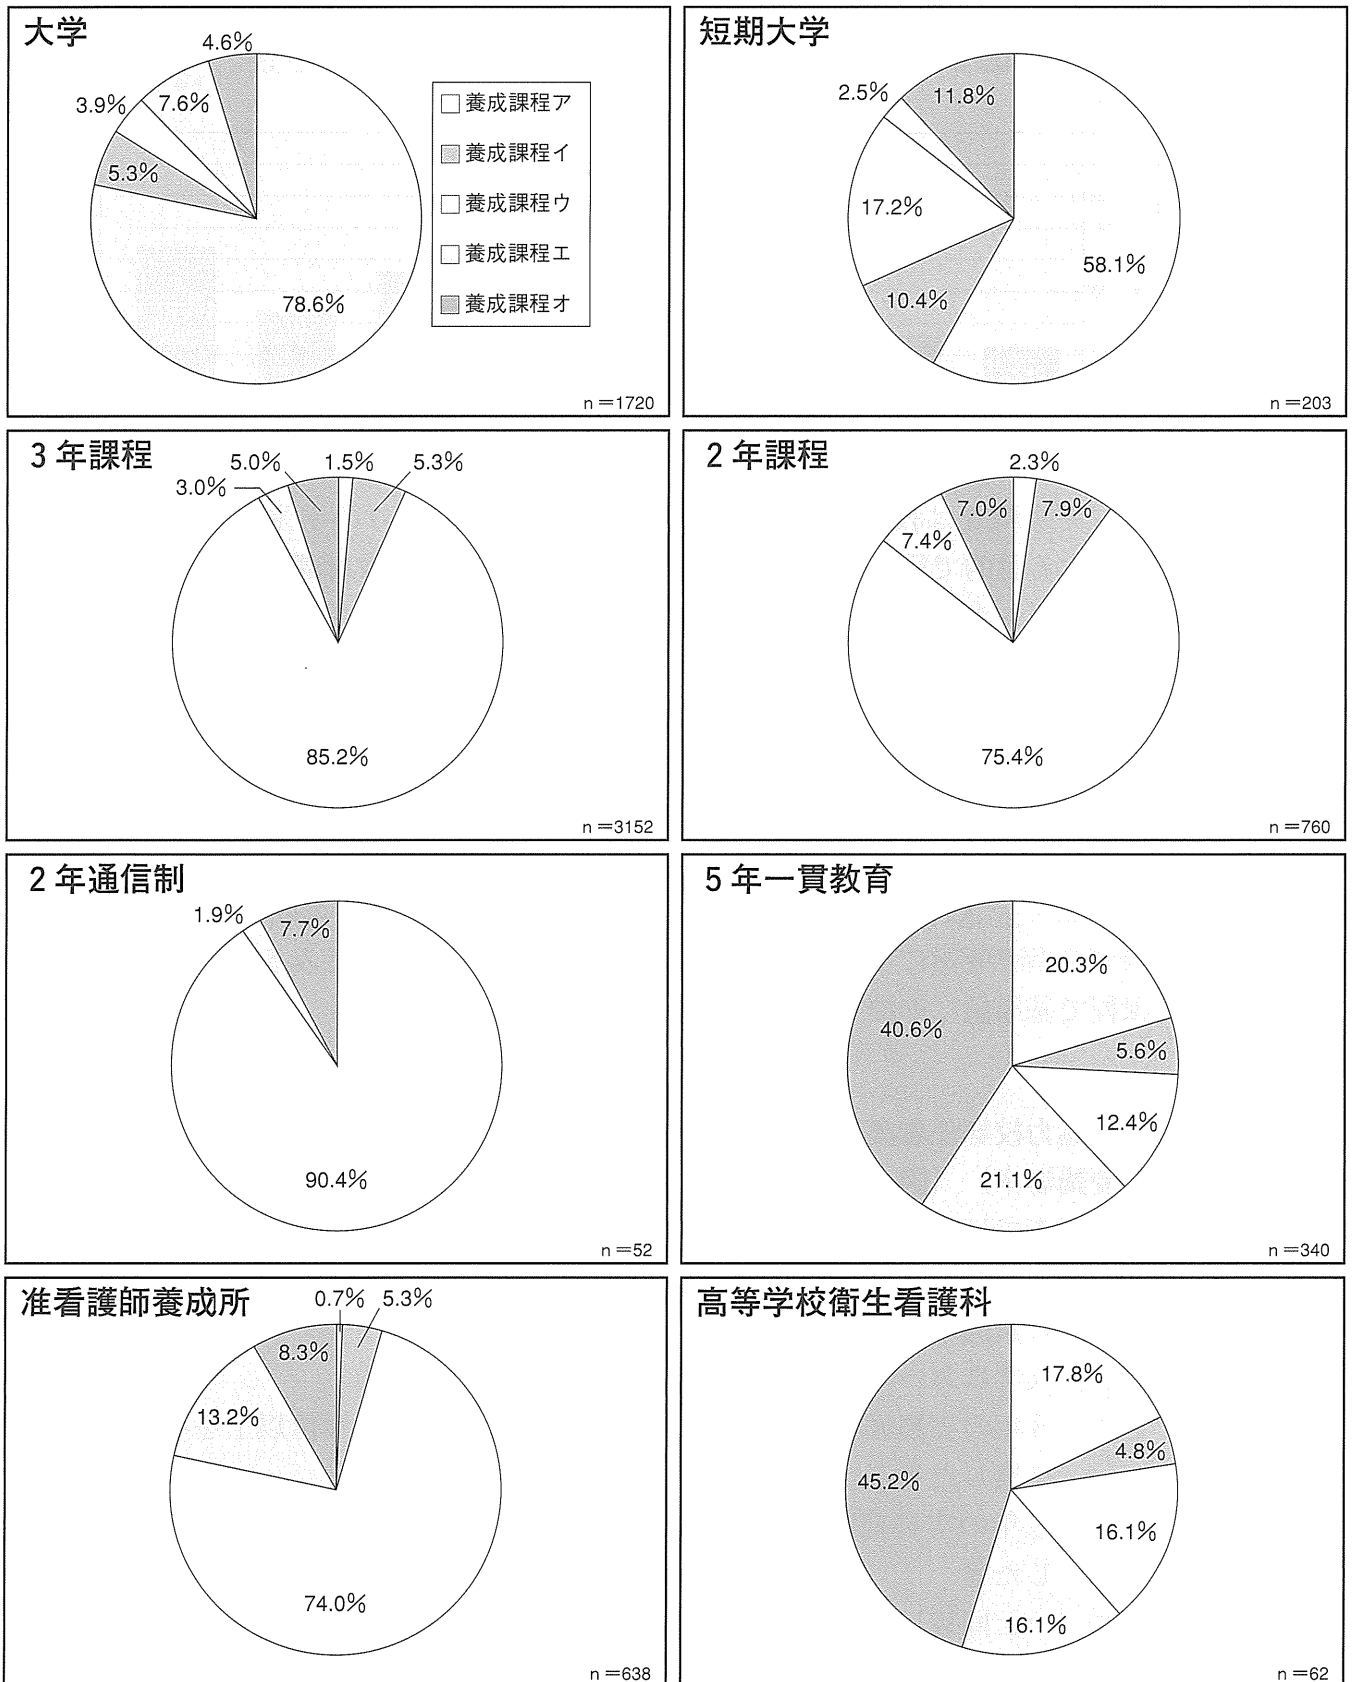 大学
4.6%
3.9%
7.6%
5.3%
78.6%
養成課程ア
養成課程イ
養成課程ウ
養成課程エ
養成課程オ
n=1720
短期大学
2.5%
11.8%
17.2%
10.4%
58.1%
n=203
3年課程
5.0%
1.5%
5.3%
3.0%
85.2%
n=3152
2年課程
2.3%
7.0%
7.9%
7.4%
75.4%
n=760
2年通信制
1.9%
7.7%
90.4%
n=52
5年一貫教育
20.3%
40.6%
5.6%
12.4%
21.1%
n=340
准看護師養成所
0.7%
5.3%
8.3%
13.2%
74.0%
n=638
高等学校衛生看護科
17.8%
4.8%
45.2%
16.1%
16.1%
n=62